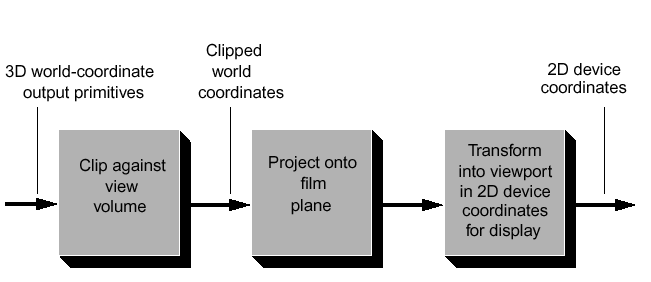 3D world-coordinate
output primitives
Clipped
world
coordinates
2D device
coordinates
Clip against
view
volume
Project onto
film
plane
Transform
into viewport
in 2D device
coordinates
for display